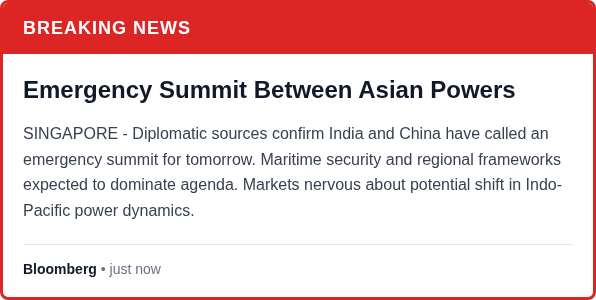 BREAKING NEWS
Emergency Summit Between Asian Powers
SINGAPORE - Diplomatic sources confirm India and China have called an
emergency summit for tomorrow. Maritime security and regional frameworks
expected to dominate agenda. Markets nervous about potential shift in Indo-
Pacific power dynamics.
Bloomberg • just now